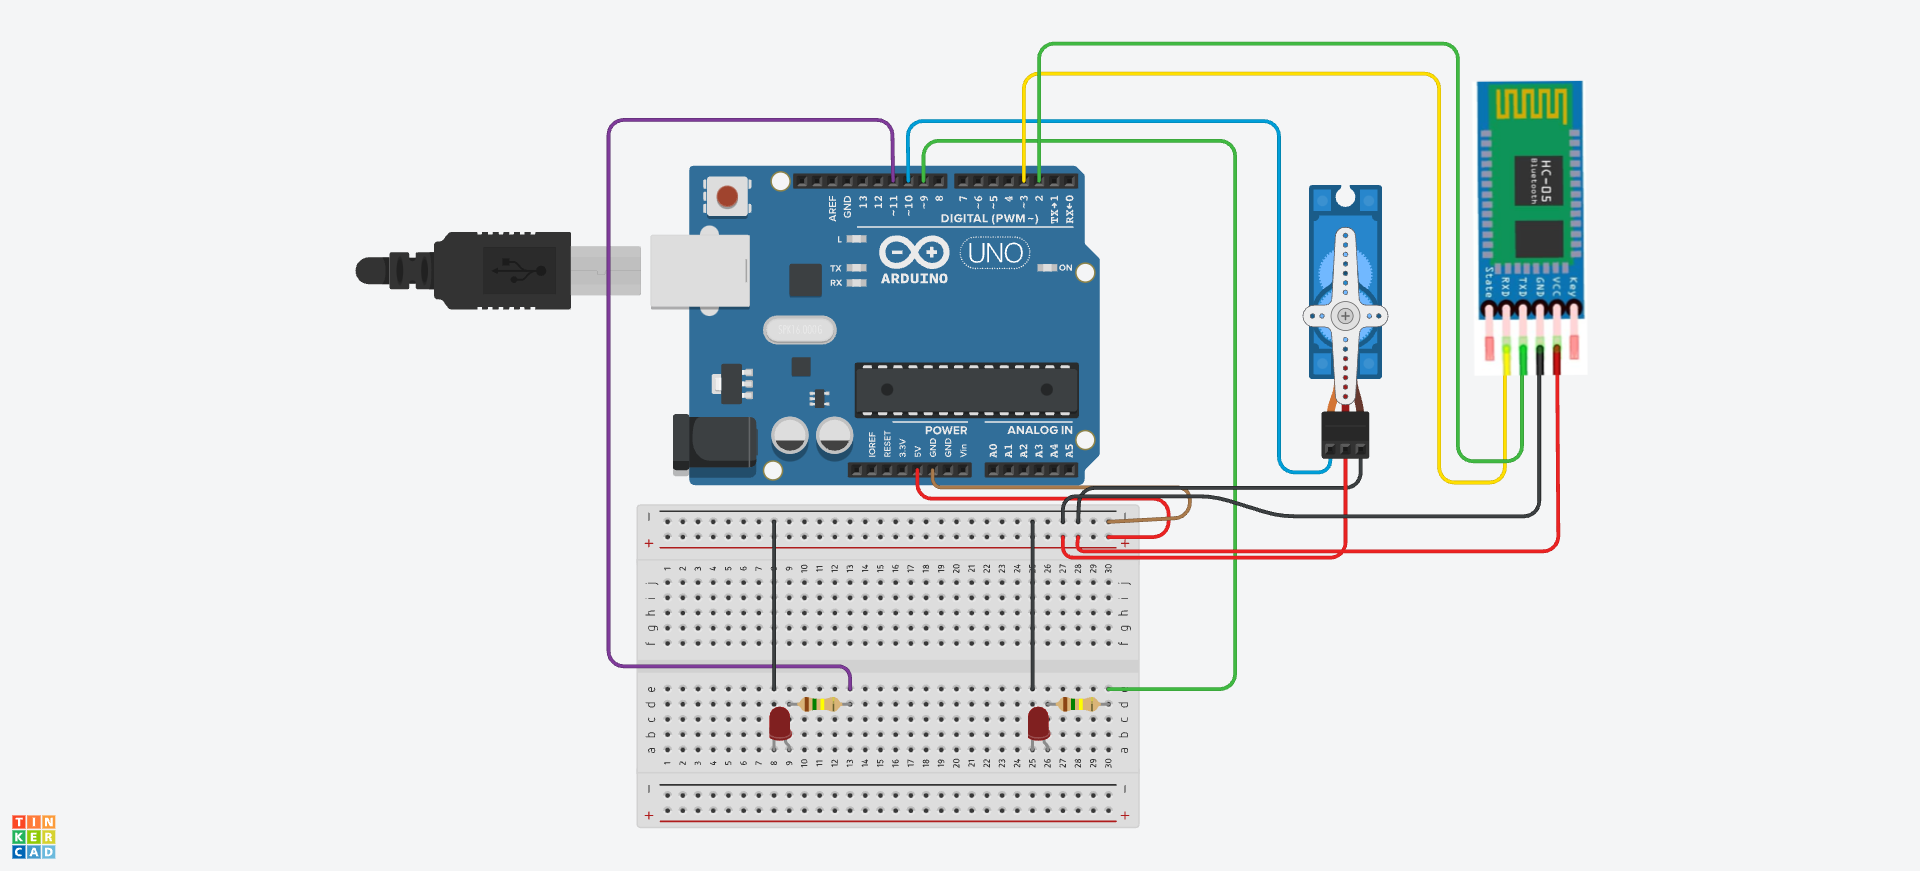 AREF
GND
13
12
~11
~10
~9
8
7
~6
~5
4
~3
2
TX→1
RX←0
DIGITAL (PWM~)
L
TX
RX
ARDUINO
UNO
ON
POWER
ANALOG IN
IOREF
RESET
3.3V
5V
GND
GND
Vin
A0
A1
A2
A3
A4
A5
HC-05
Bluetooth
State
RXD
TXD
GND
VCC
Key
− −
+ +
1 2 3 4 5 6 7 8 9 10 11 12 13 14 15 16 17 18 19 20 21 22 23 24 25 26 27 28 29 30
j j
i i
h h
g g
f f
e
d d
c c
b b
a a
1 2 3 4 5 6 7 8 9 10 11 12 13 14 15 16 17 18 19 20 21 22 23 24 25 26 27 28 29 30
− −
+ +
TIN
KER
CAD